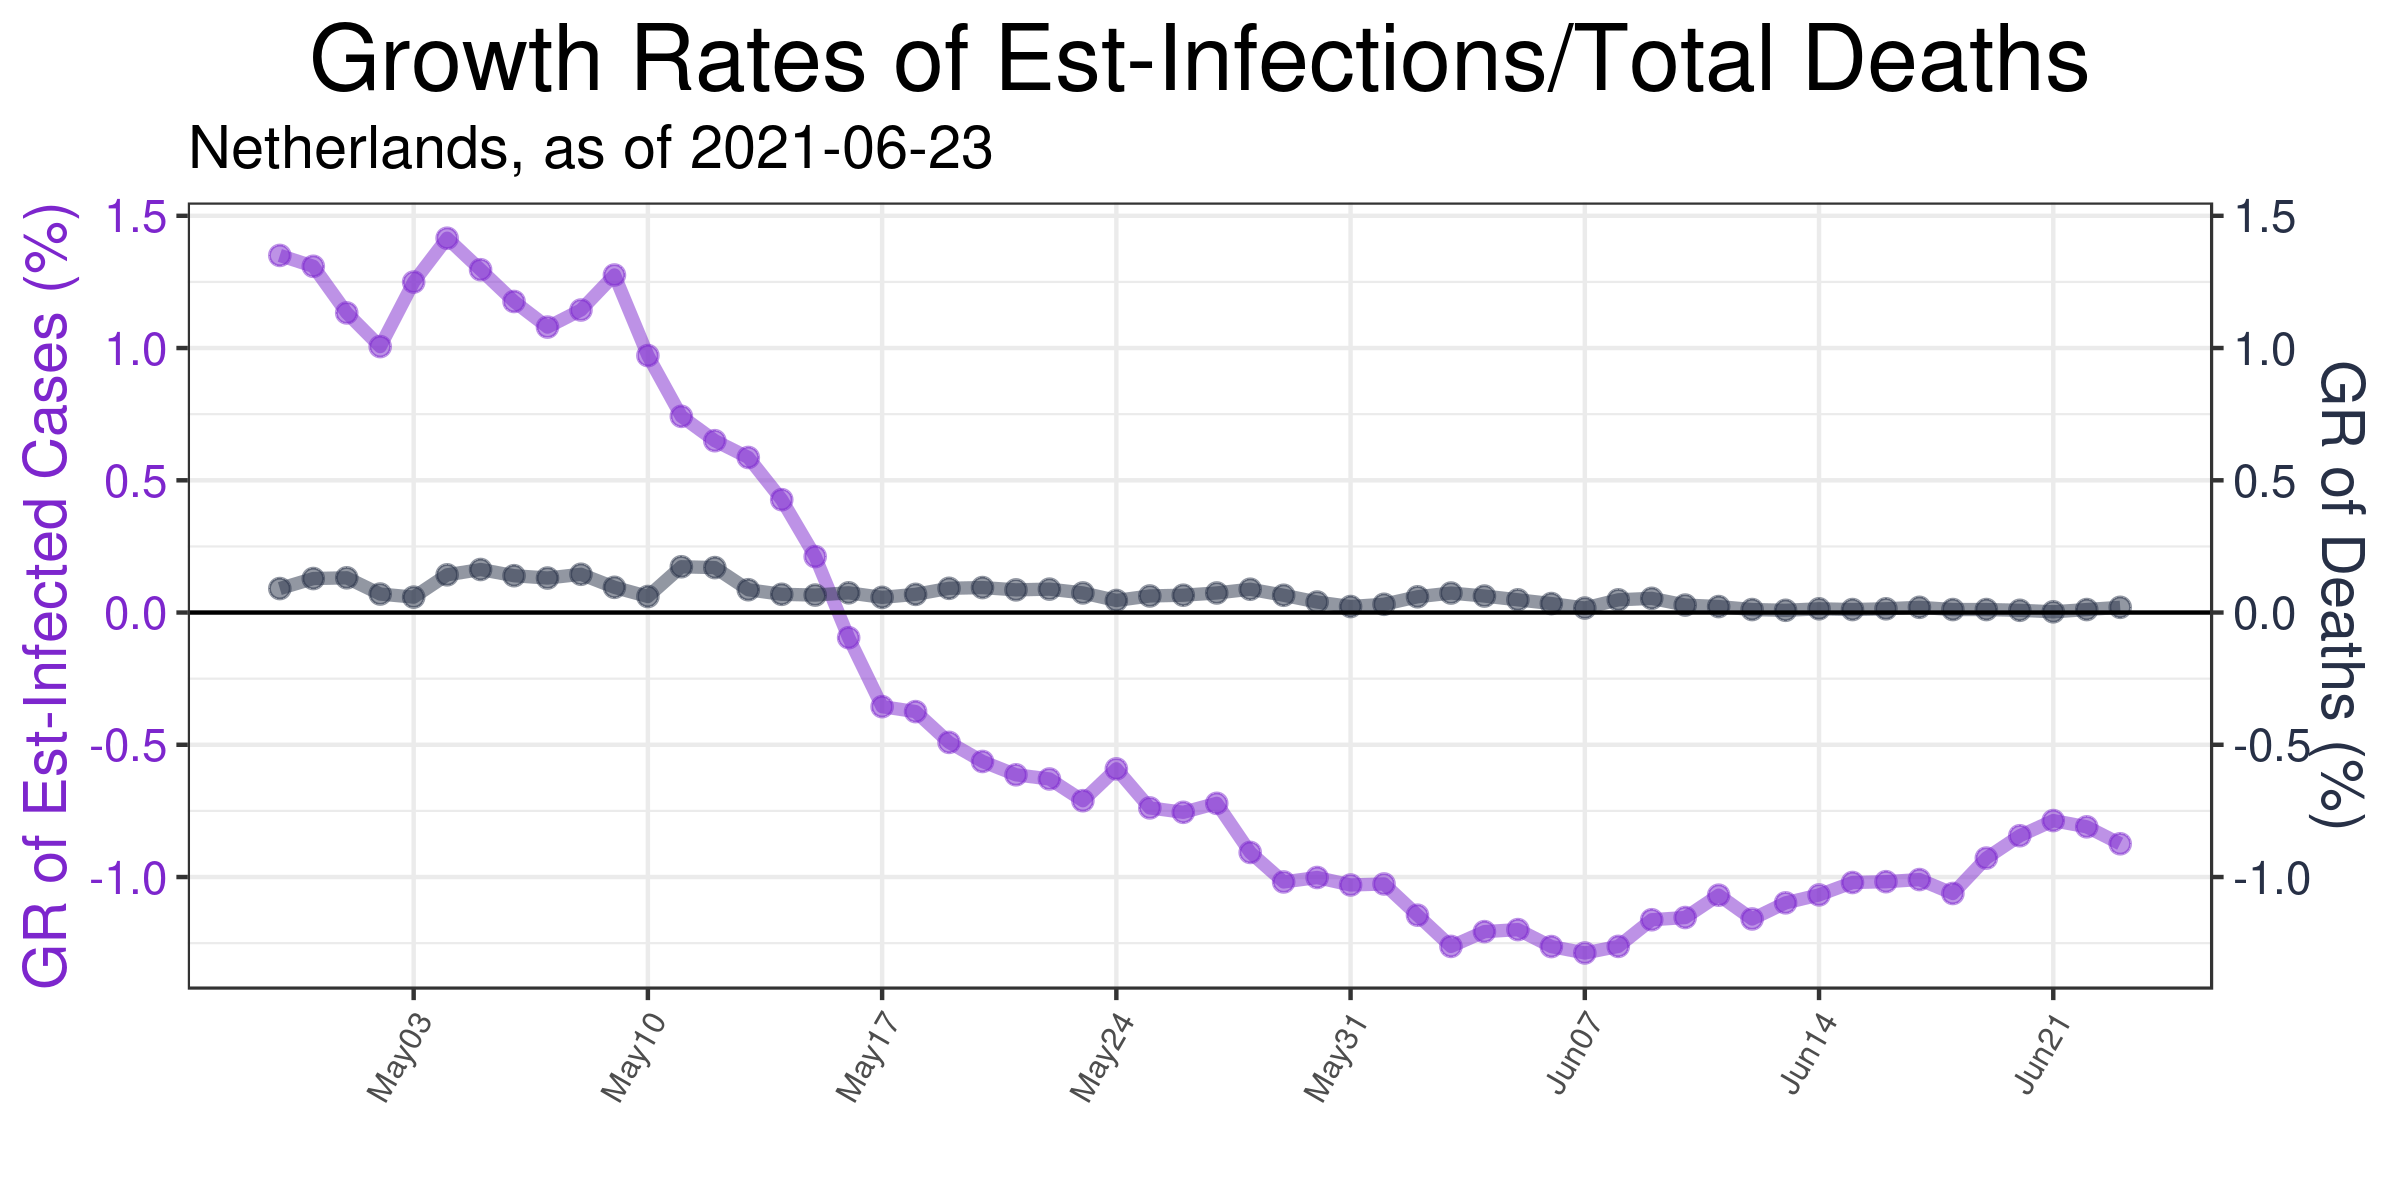 Growth Rates of Est-Infections/Total Deaths
Netherlands, as of 2021-06-23
GR of Est-Infected Cases (%)
1.5
1.0
0.5
0.0
-0.5
-1.0
1.5
1.0
0.5
0.0
-0.5
-1.0
GR of Deaths (%)
May03
May10
May17
May24
May31
Jun07
Jun14
Jun21